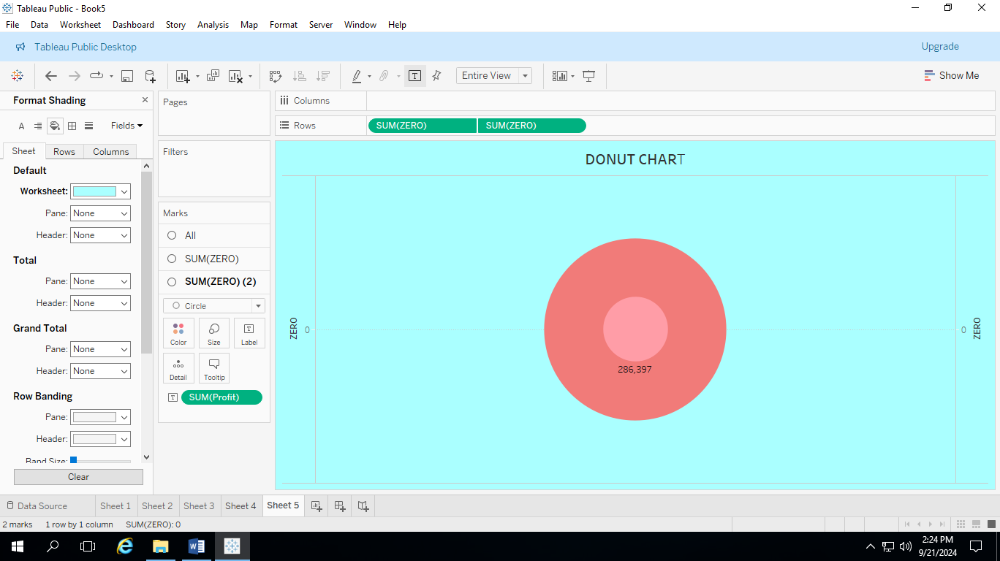 Tableau Public - Book5
File Data Worksheet Dashboard Story Analysis Map Format Server Window Help
Tableau Public Desktop Upgrade
Entire View Show Me
Format Shading
Fields
Sheet Rows Columns
Default
Worksheet:
Pane: None
Header: None
Total
Pane: None
Header: None
Grand Total
Pane: None
Header: None
Row Banding
Pane:
Header:
Band Size:
Clear
Pages
Filters
Marks
All
SUM(ZERO)
SUM(ZERO) (2)
Circle
Color Size Label
Detail Tooltip
SUM(Profit)
Columns
Rows SUM(ZERO) SUM(ZERO)
DONUT CHART
ZERO 0 0 ZERO
286,397
Data Source Sheet 1 Sheet 2 Sheet 3 Sheet 4 Sheet 5
2 marks 1 row by 1 column SUM(ZERO): 0
2:24 PM
9/21/2024